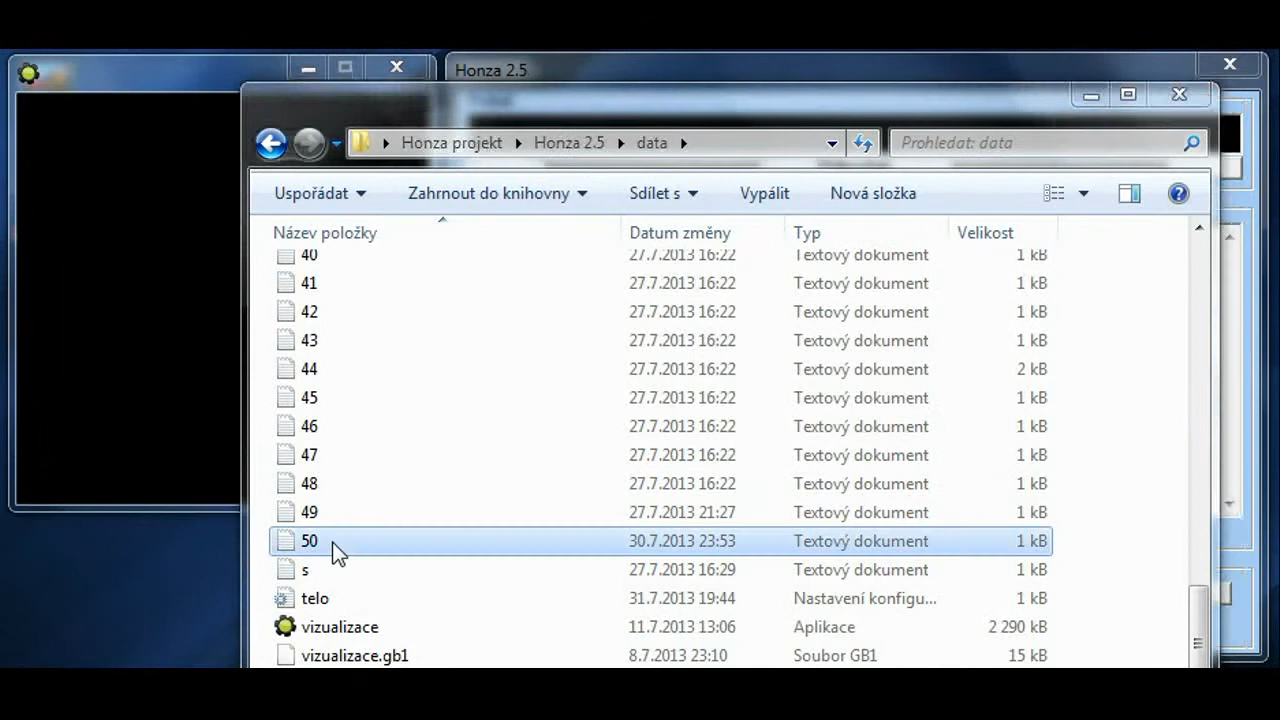 Honza 2.5
Honza projekt Honza 2.5 data Prohledat: data
Uspořádat Zahrnout do knihovny Sdílet s Vypálit Nová složka
Název položky Datum změny Typ Velikost
40 27.7.2013 16:22 Textový dokument 1 kB
41 27.7.2013 16:22 Textový dokument 1 kB
42 27.7.2013 16:22 Textový dokument 1 kB
43 27.7.2013 16:22 Textový dokument 1 kB
44 27.7.2013 16:22 Textový dokument 2 kB
45 27.7.2013 16:22 Textový dokument 1 kB
46 27.7.2013 16:22 Textový dokument 1 kB
47 27.7.2013 16:22 Textový dokument 1 kB
48 27.7.2013 16:22 Textový dokument 1 kB
49 27.7.2013 21:27 Textový dokument 1 kB
50 30.7.2013 23:53 Textový dokument 1 kB
s 27.7.2013 16:29 Textový dokument 1 kB
telo 31.7.2013 19:44 Nastavení konfigu... 1 kB
vizualizace 11.7.2013 13:06 Aplikace 2 290 kB
vizualizace.gb1 8.7.2013 23:10 Soubor GB1 15 kB